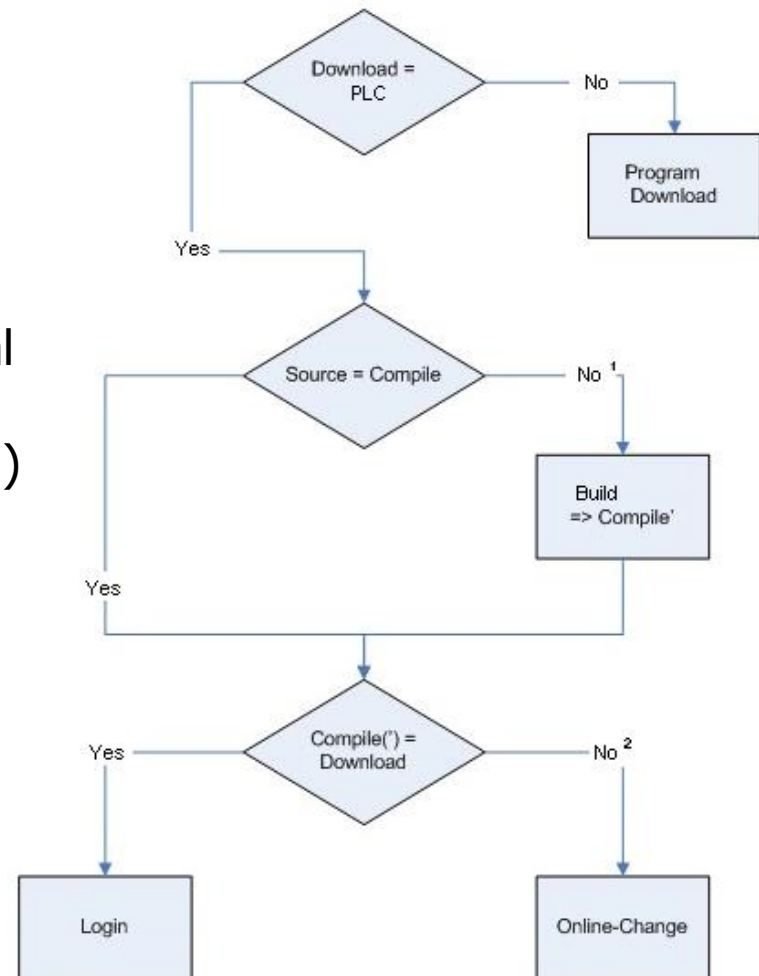 Download =
PLC
No
Program
Download
Yes
l
Source = Compile
No ¹
)
Build
=> Compile'
Yes
Compile(') =
Download
Yes
No ²
Login
Online-Change